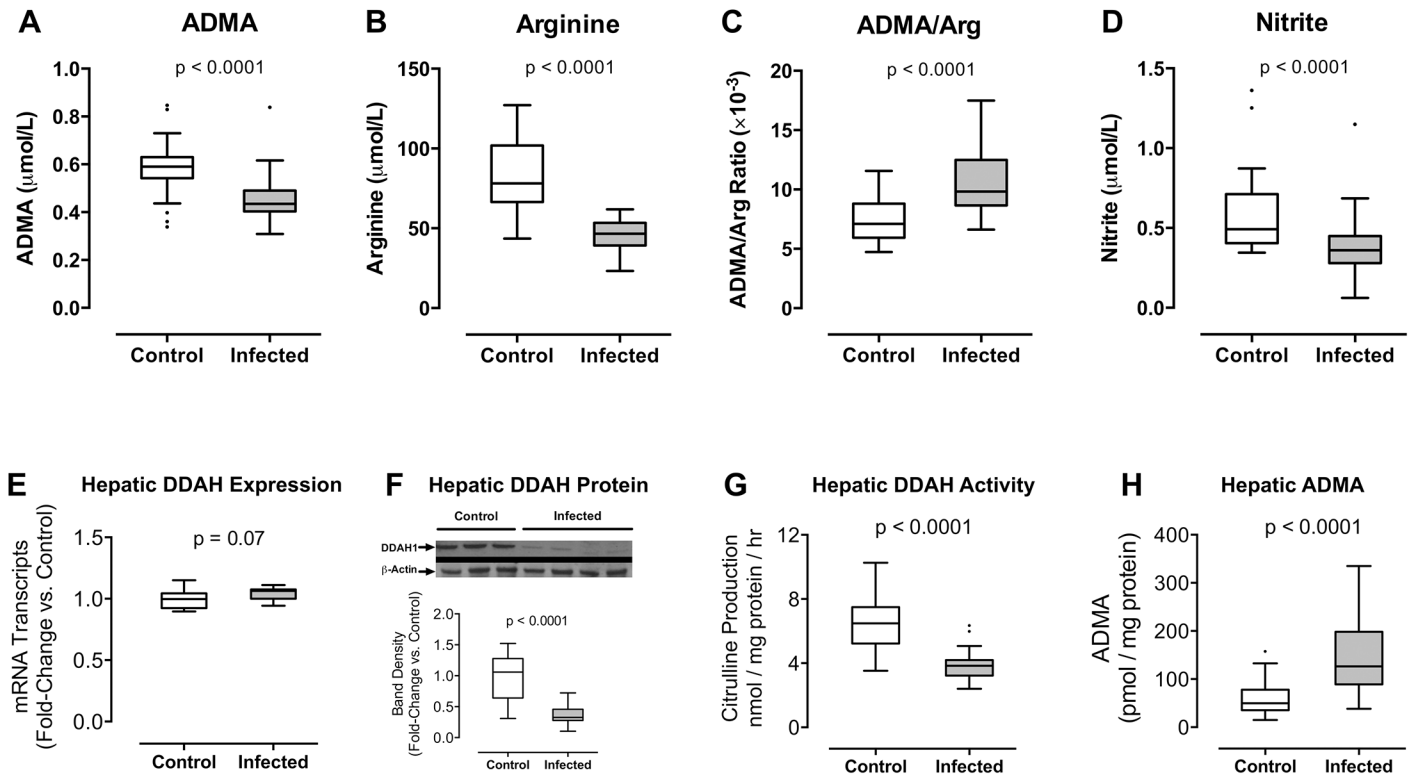 A ADMA
p < 0.0001
ADMA (μmol/L)
1.0
0.8
0.6
0.4
0.2
0.0
Control Infected
B Arginine
p < 0.0001
Arginine (μmol/L)
150
100
50
0
Control Infected
C ADMA/Arg
p < 0.0001
ADMA/Arg Ratio (×10-3)
20
15
10
5
0
Control Infected
D Nitrite
p < 0.0001
Nitrite (μmol/L)
1.5
1.0
0.5
0.0
Control Infected
E Hepatic DDAH Expression
p = 0.07
mRNA Transcripts
(Fold-Change vs. Control)
1.5
1.0
0.5
0.0
Control Infected
F Hepatic DDAH Protein
Control Infected
DDAH1
β-Actin
p < 0.0001
Band Density
(Fold-Change vs. Control)
2.0
1.5
1.0
0.5
0.0
Control Infected
G Hepatic DDAH Activity
p < 0.0001
Citrulline Production
nmol / mg protein / hr
12
8
4
0
Control Infected
H Hepatic ADMA
p < 0.0001
ADMA
(pmol / mg protein)
400
300
200
100
0
Control Infected